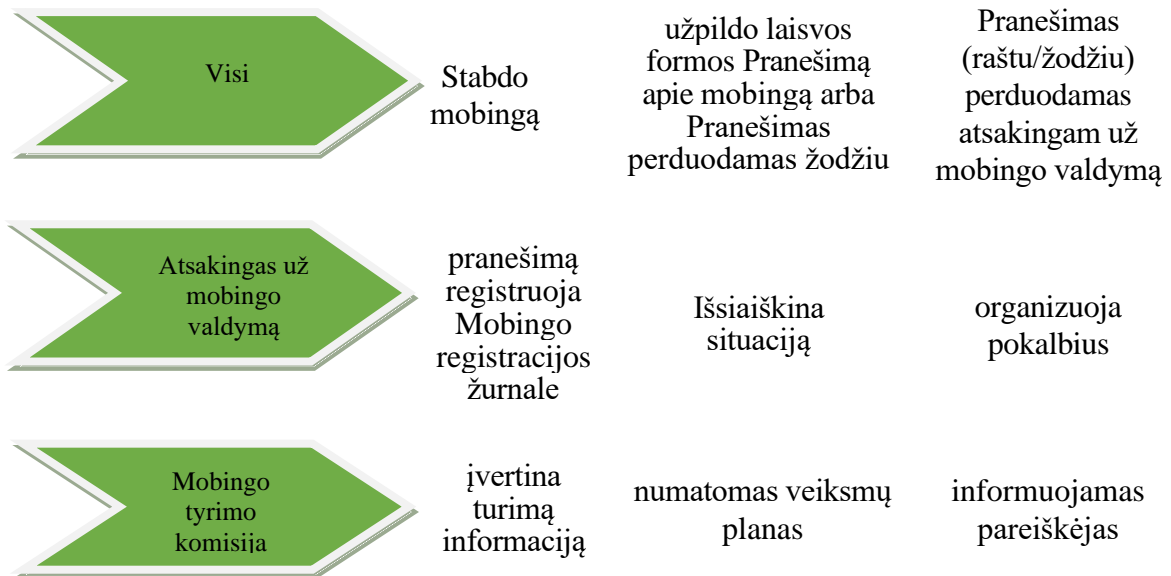 Visi
Stabdo
mobingą
užpildo laisvos
formos Pranešimą
apie mobingą arba
Pranešimas
perduodamas žodžiu
Pranešimas
(raštu/žodžiu)
perduodamas
atsakingam už
mobingo valdymą
Atsakingas už
mobingo
valdymą
pranešimą
registruoja
Mobingo
registracijos
žurnale
Išsiaiškina
situaciją
organizuoja
pokalbius
Mobingo
tyrimo
komisija
įvertina
turimą
informaciją
numatomas veiksmų
planas
informuojamas
pareiškėjas